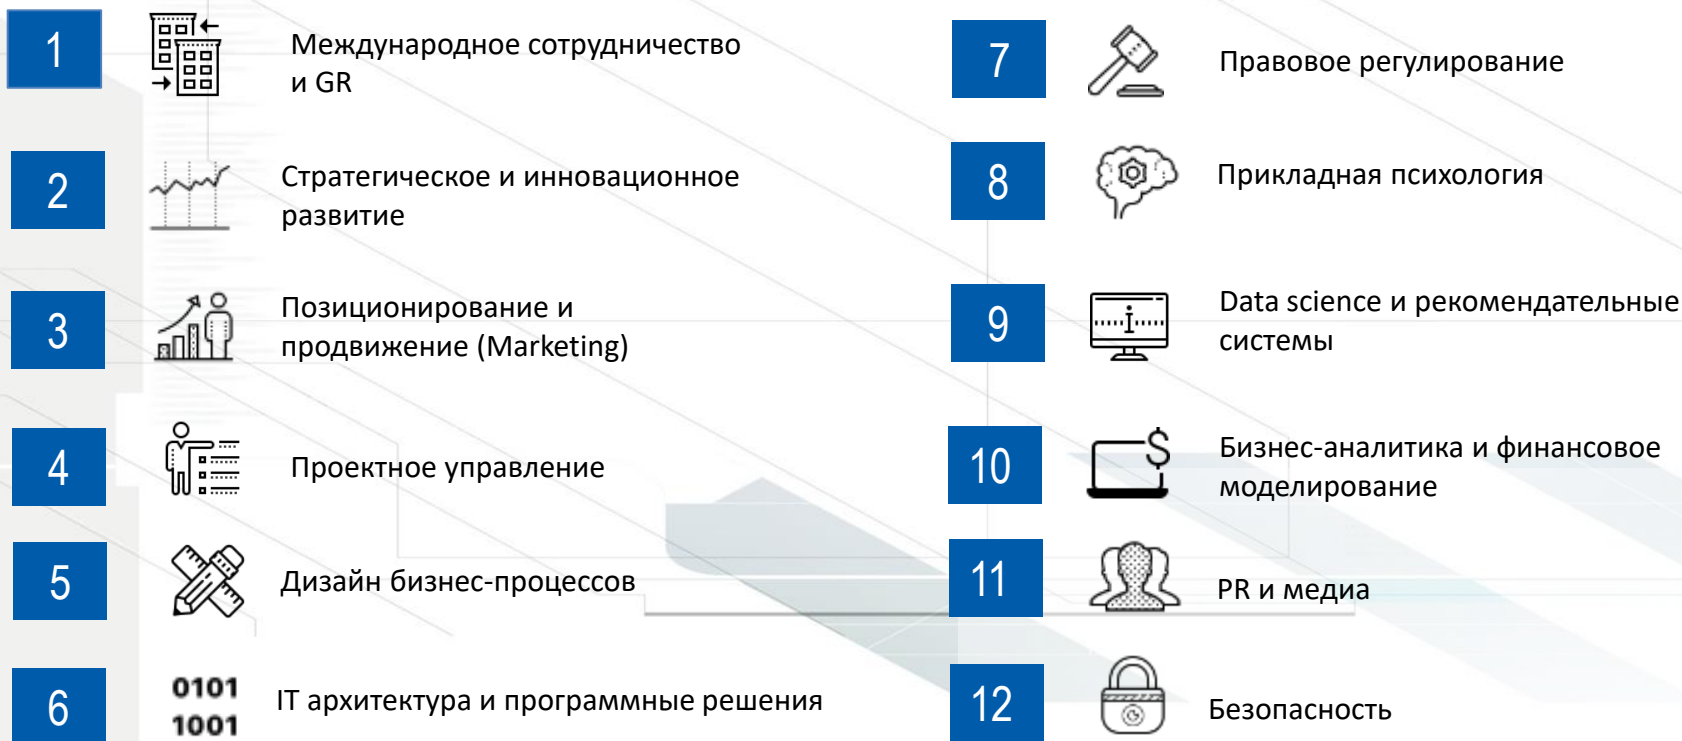 1
Международное сотрудничество
и GR
2
Стратегическое и инновационное
развитие
3
Позиционирование и
продвижение (Marketing)
4
Проектное управление
5
Дизайн бизнес-процессов
6
0101
1001
IT архитектура и программные решения
7
Правовое регулирование
8
Прикладная психология
9
i
Data science и рекомендательные
системы
10
$
Бизнес-аналитика и финансовое
моделирование
11
PR и медиа
12
Безопасность